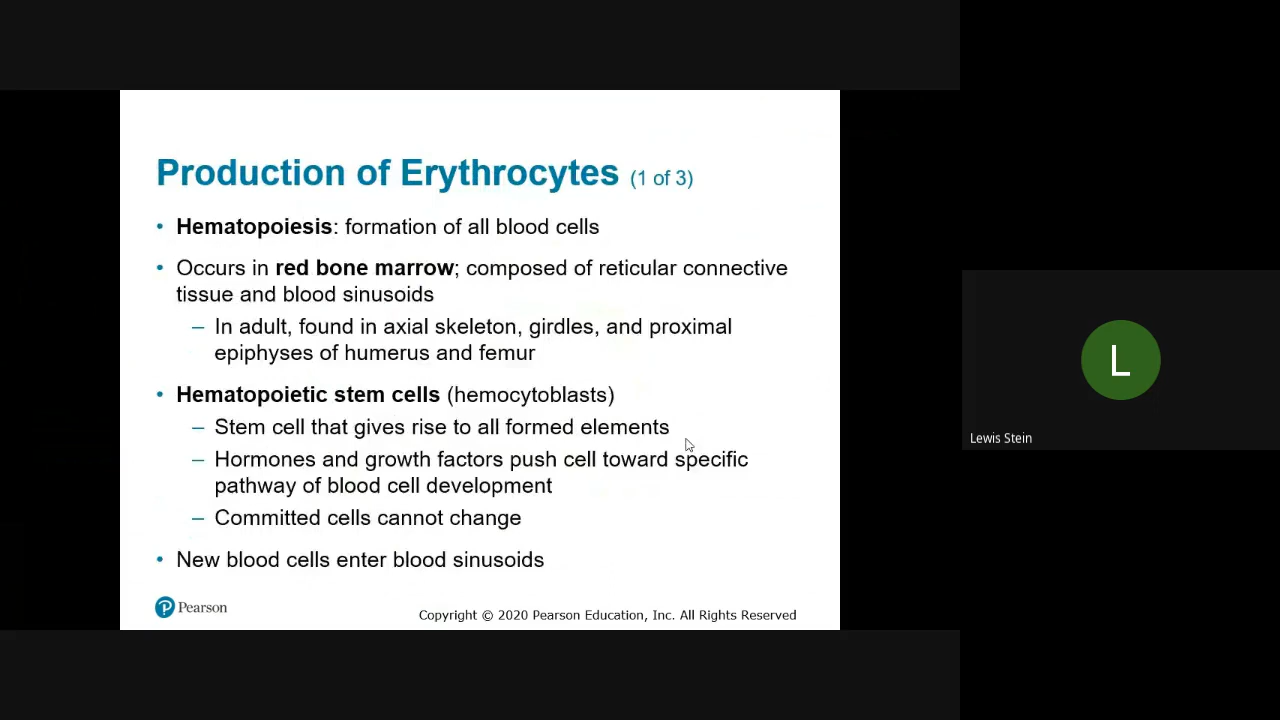 Production of Erythrocytes (1 of 3)
• Hematopoiesis: formation of all blood cells
• Occurs in red bone marrow; composed of reticular connective
tissue and blood sinusoids
– In adult, found in axial skeleton, girdles, and proximal
epiphyses of humerus and femur
• Hematopoietic stem cells (hemocytoblasts)
– Stem cell that gives rise to all formed elements
– Hormones and growth factors push cell toward specific
pathway of blood cell development
– Committed cells cannot change
• New blood cells enter blood sinusoids
P Pearson
Copyright © 2020 Pearson Education, Inc. All Rights Reserved
L
Lewis Stein